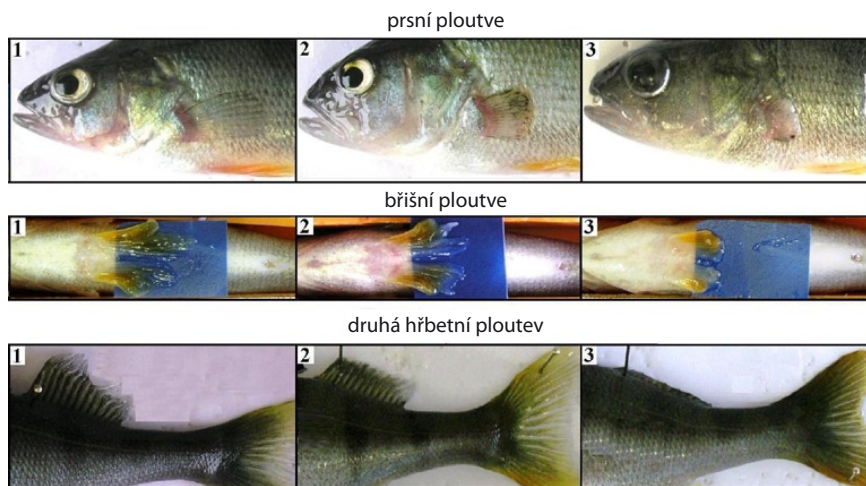 prsní ploutve
1 2 3
břišní ploutve
1 2 3
druhá hřbetní ploutev
1 2 3